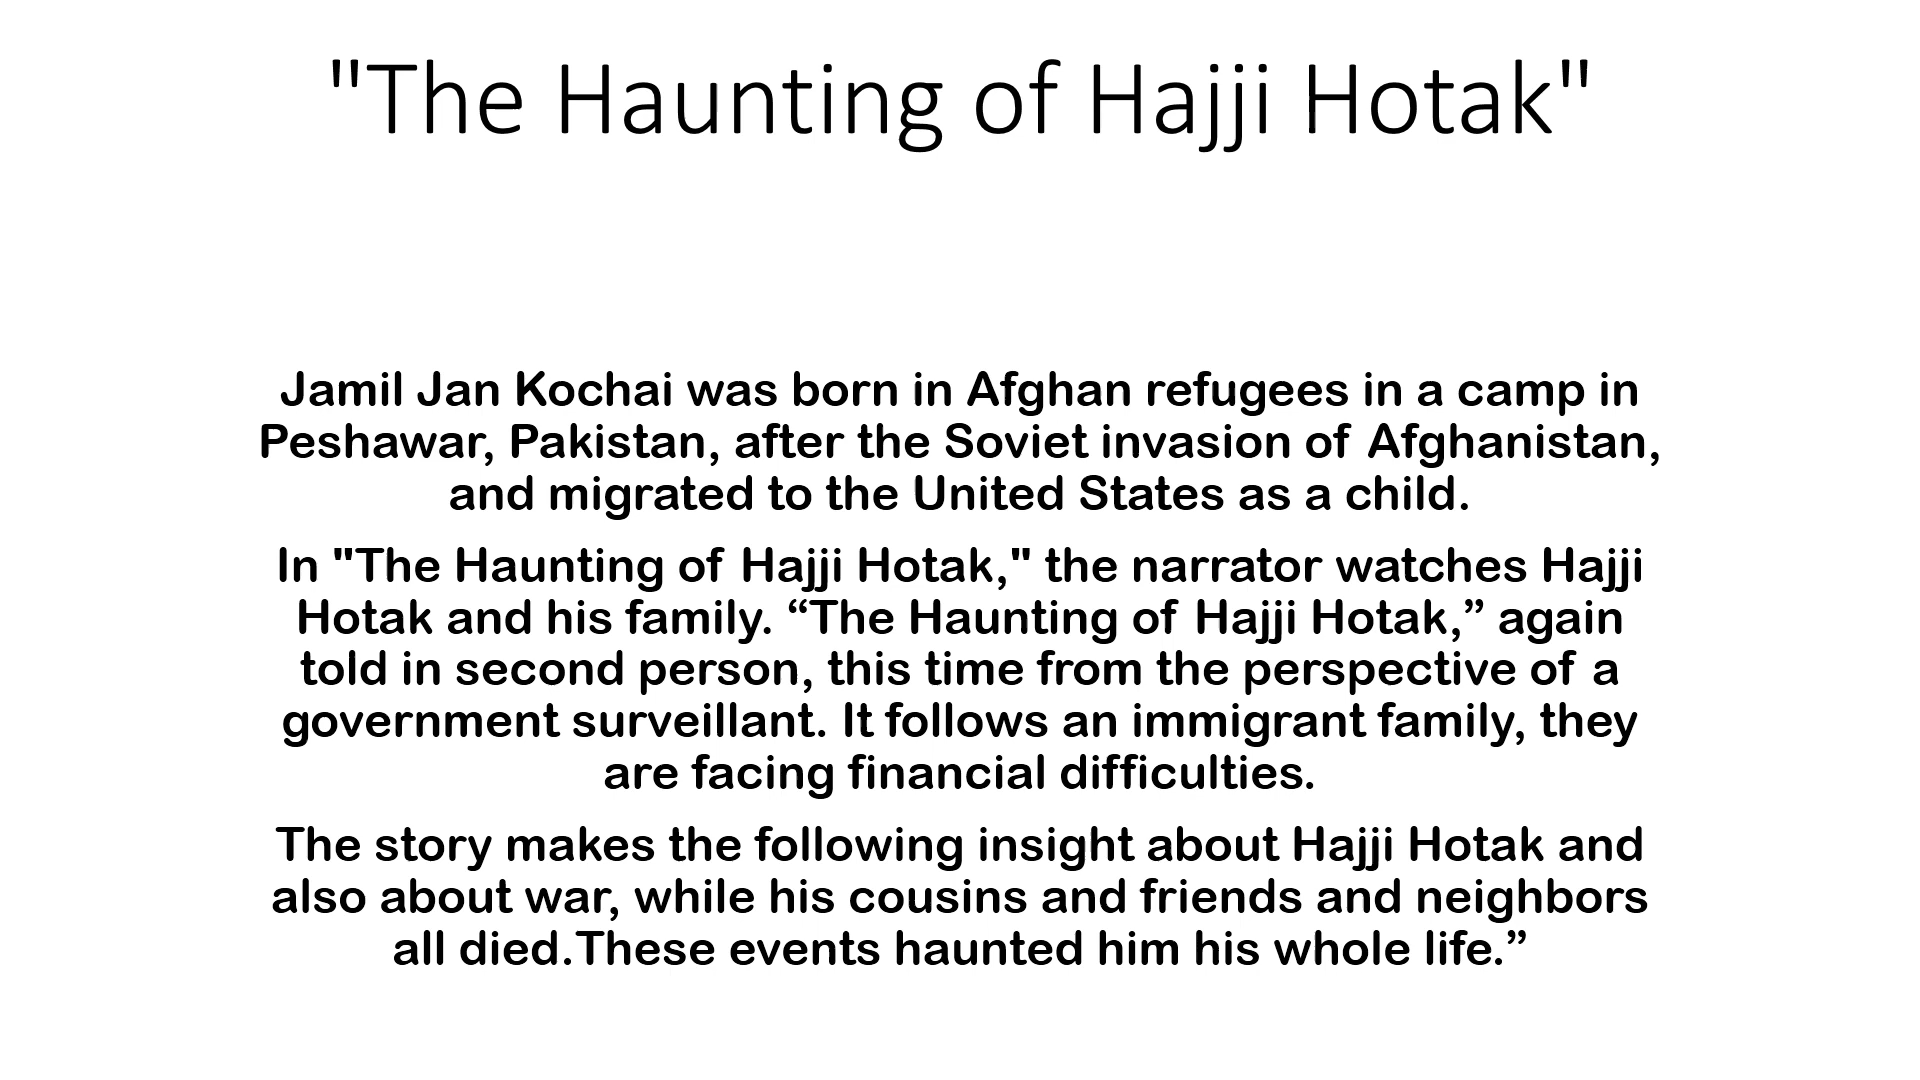 "The Haunting of Hajji Hotak"
Jamil Jan Kochai was born in Afghan refugees in a camp in
Peshawar, Pakistan, after the Soviet invasion of Afghanistan,
and migrated to the United States as a child.
In "The Haunting of Hajji Hotak," the narrator watches Hajji
Hotak and his family. “The Haunting of Hajji Hotak,” again
told in second person, this time from the perspective of a
government surveillant. It follows an immigrant family, they
are facing financial difficulties.
The story makes the following insight about Hajji Hotak and
also about war, while his cousins and friends and neighbors
all died.These events haunted him his whole life.”